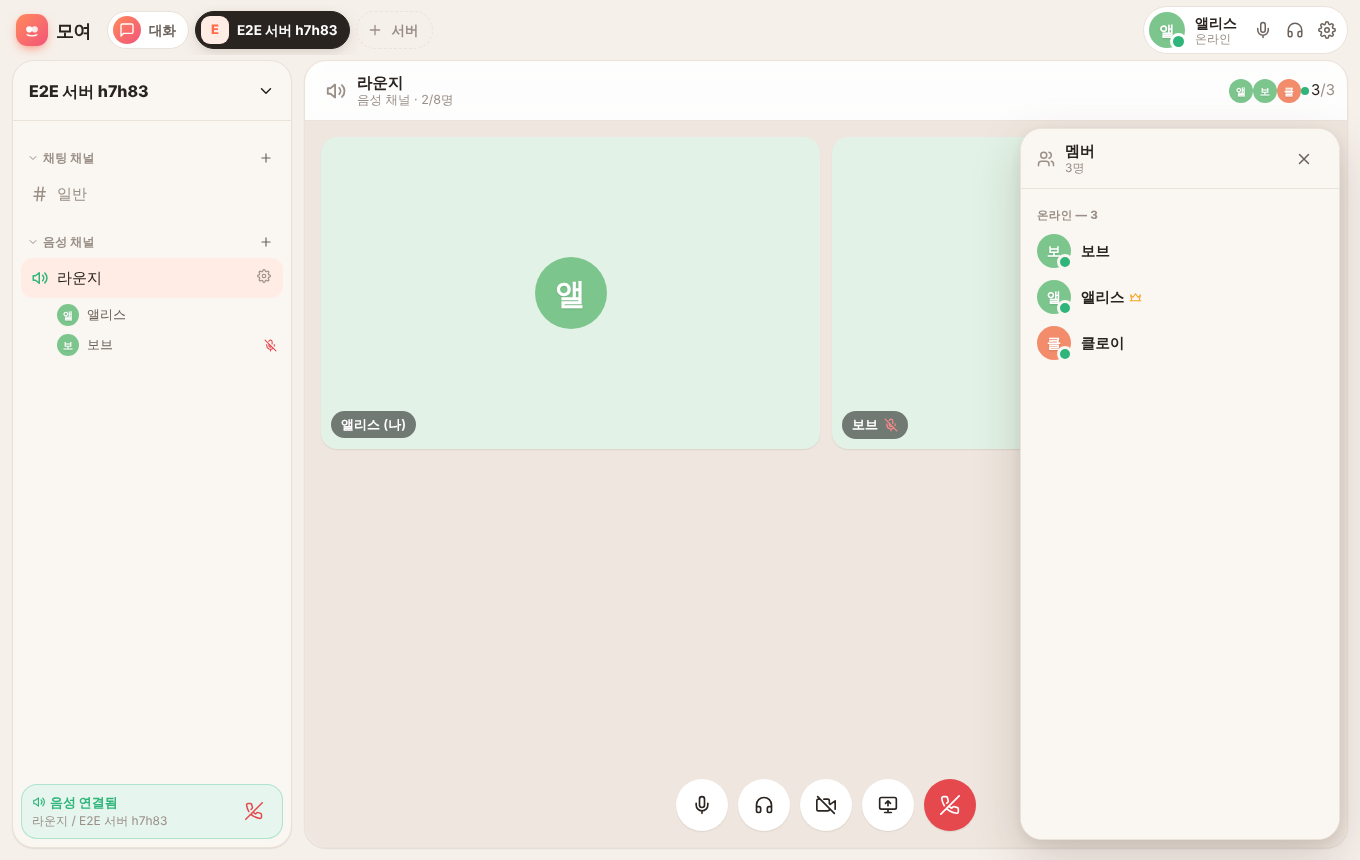 모여
대화
E
E2E 서버 h7h83
서버
앨
앨리스
온라인
E2E 서버 h7h83
채팅 채널
일반
음성 채널
라운지
앨
앨리스
보
보브
음성 연결됨
라운지 / E2E 서버 h7h83
라운지
음성 채널 · 2/8명
앨
보
클
3/3
앨
앨리스 (나)
보브
멤버
3명
온라인 — 3
보
보브
앨
앨리스
클
클로이